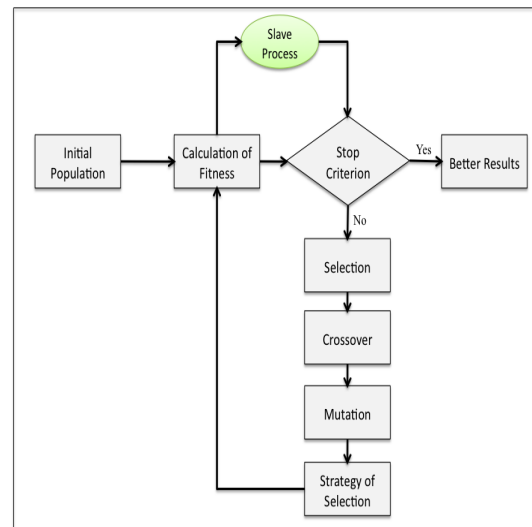 Slave
Process
Initial
Population
Calculation of
Fitness
Stop
Criterion
Yes
Better Results
No
Selection
Crossover
Mutation
Strategy of
Selection